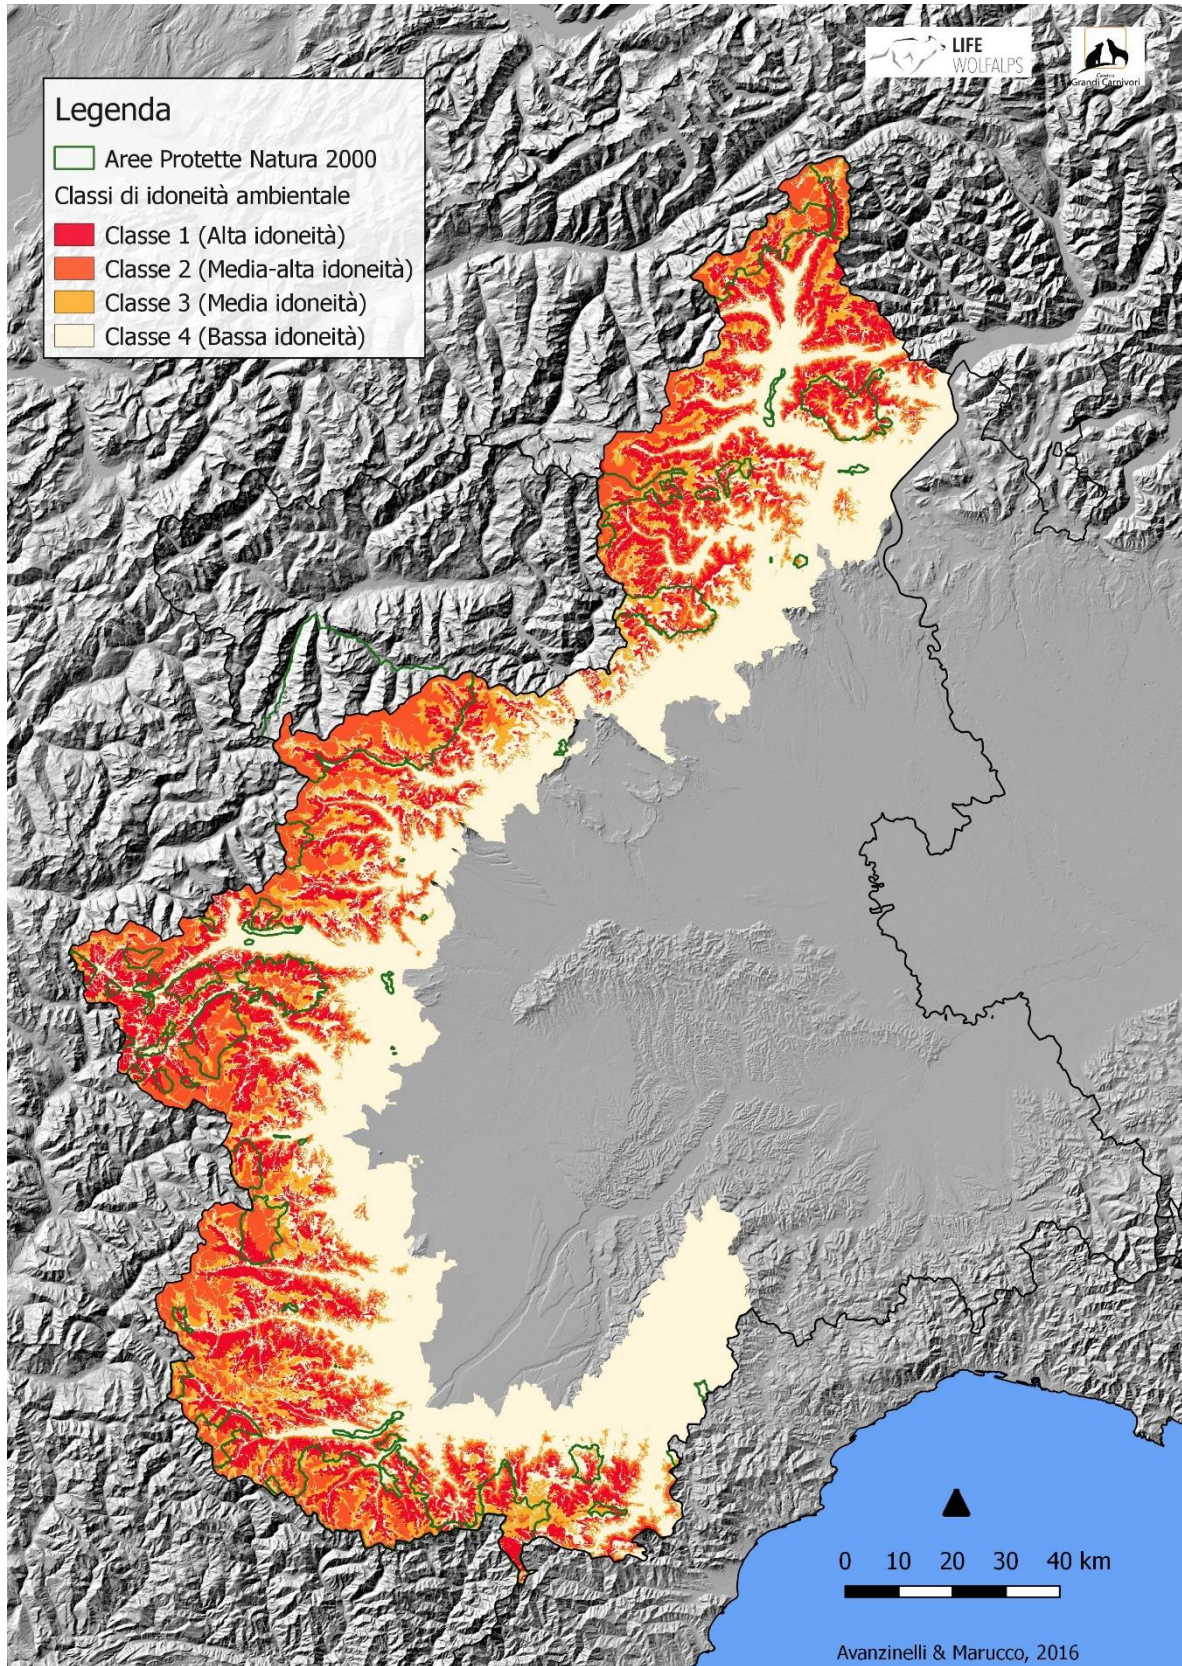 LIFE
WOLFALPS
Centro
Grandi Carnivori
Legenda
Aree Protette Natura 2000
Classi di idoneità ambientale
Classe 1 (Alta idoneità)
Classe 2 (Media-alta idoneità)
Classe 3 (Media idoneità)
Classe 4 (Bassa idoneità)
0 10 20 30 40 km
Avanzinelli & Marucco, 2016